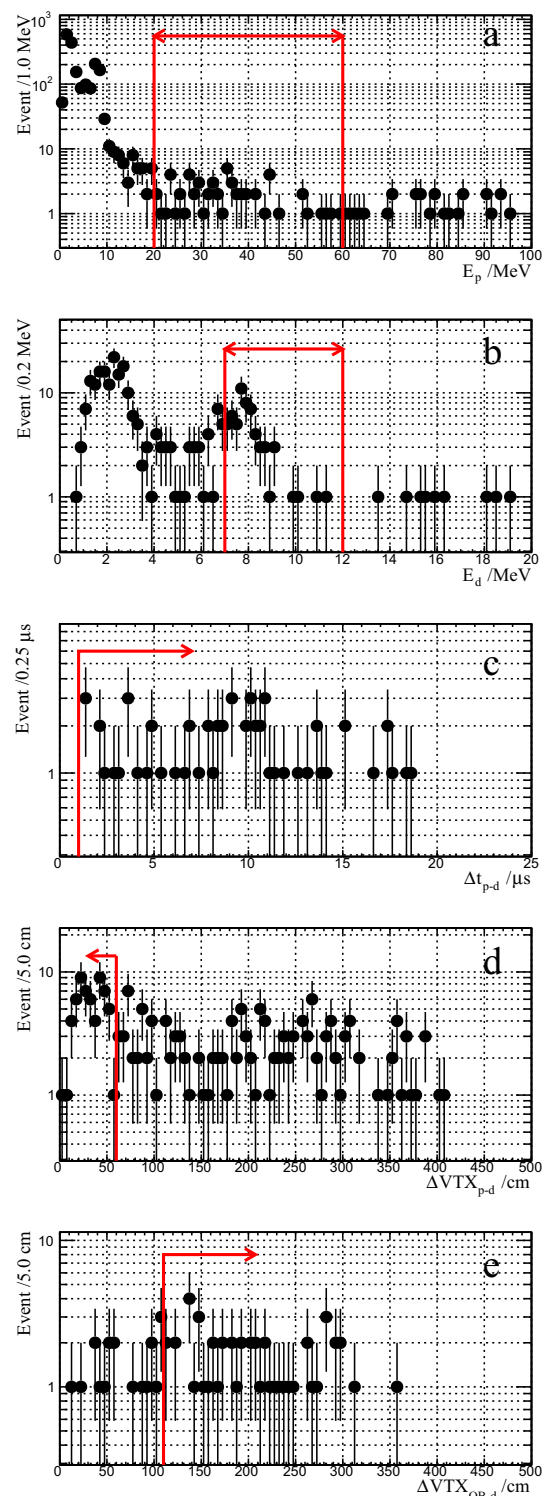 a
Event /1.0 MeV
10³
10²
10
1
0 10 20 30 40 50 60 70 80 90 100
E_p /MeV
b
Event /0.2 MeV
10
1
0 2 4 6 8 10 12 14 16 18 20
E_d /MeV
c
Event /0.25 μs
1
0 5 10 15 20 25
Δt_p-d /μs
d
Event /5.0 cm
10
1
0 50 100 150 200 250 300 350 400 450 500
ΔVTX_p-d /cm
e
Event /5.0 cm
10
1
0 50 100 150 200 250 300 350 400 450 500
ΔVTX_OB-d /cm